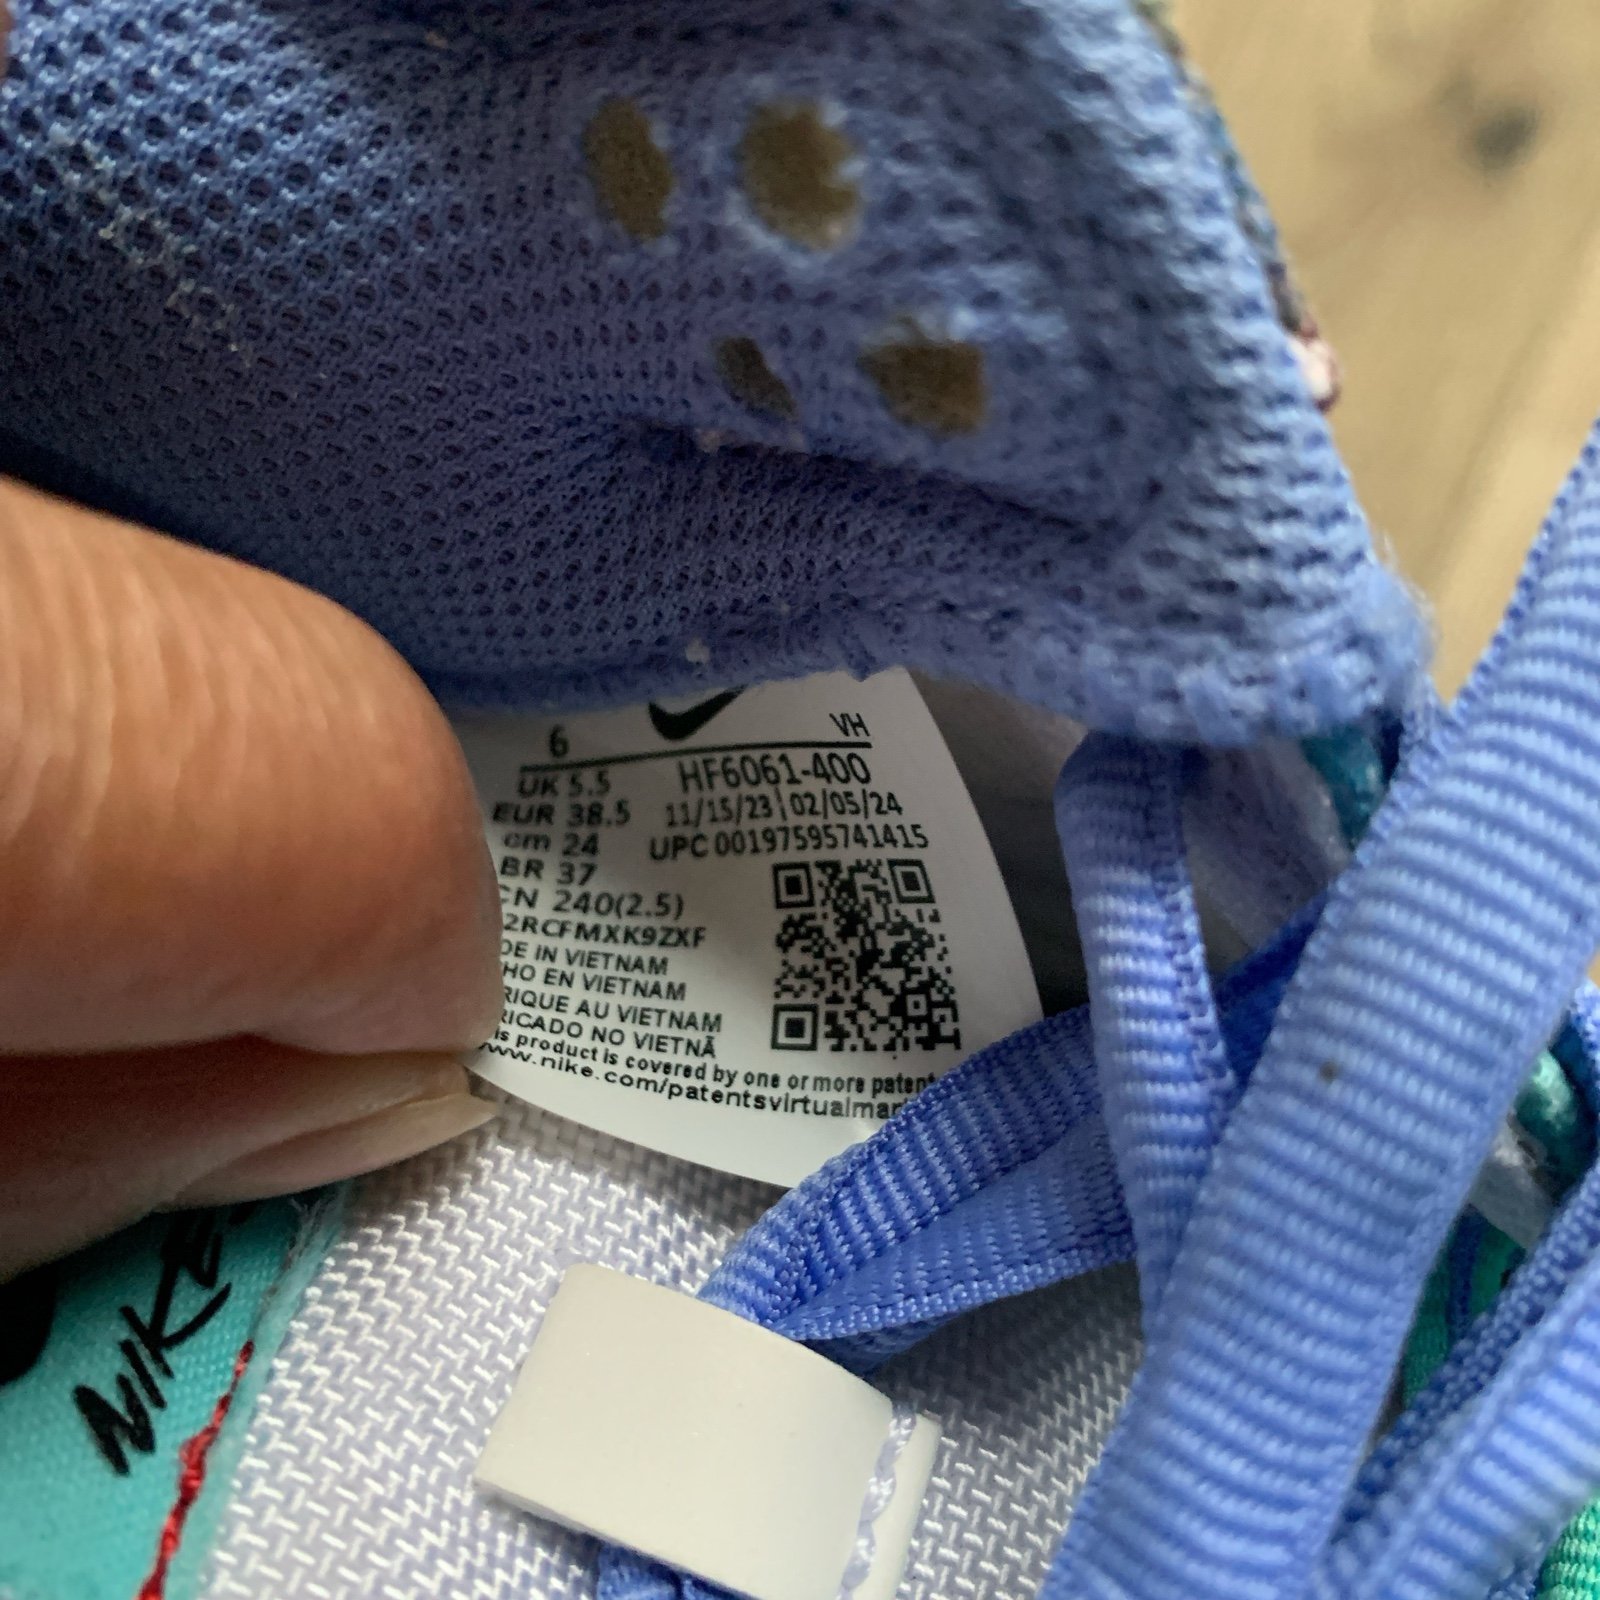 6 VH
UK 5.5 HF6061-400
EUR 38.5 11/15/23|02/05/24
cm 24 UPC 00197595741415
BR 37
CN 240(2.5)
2RCFMXK9ZXF
DE IN VIETNAM
HO EN VIETNAM
RIQUE AU VIETNAM
RICADO NO VIETNÃ
is product is covered by one or more patent
www.nike.com/patentsvirtualmar
NIKE